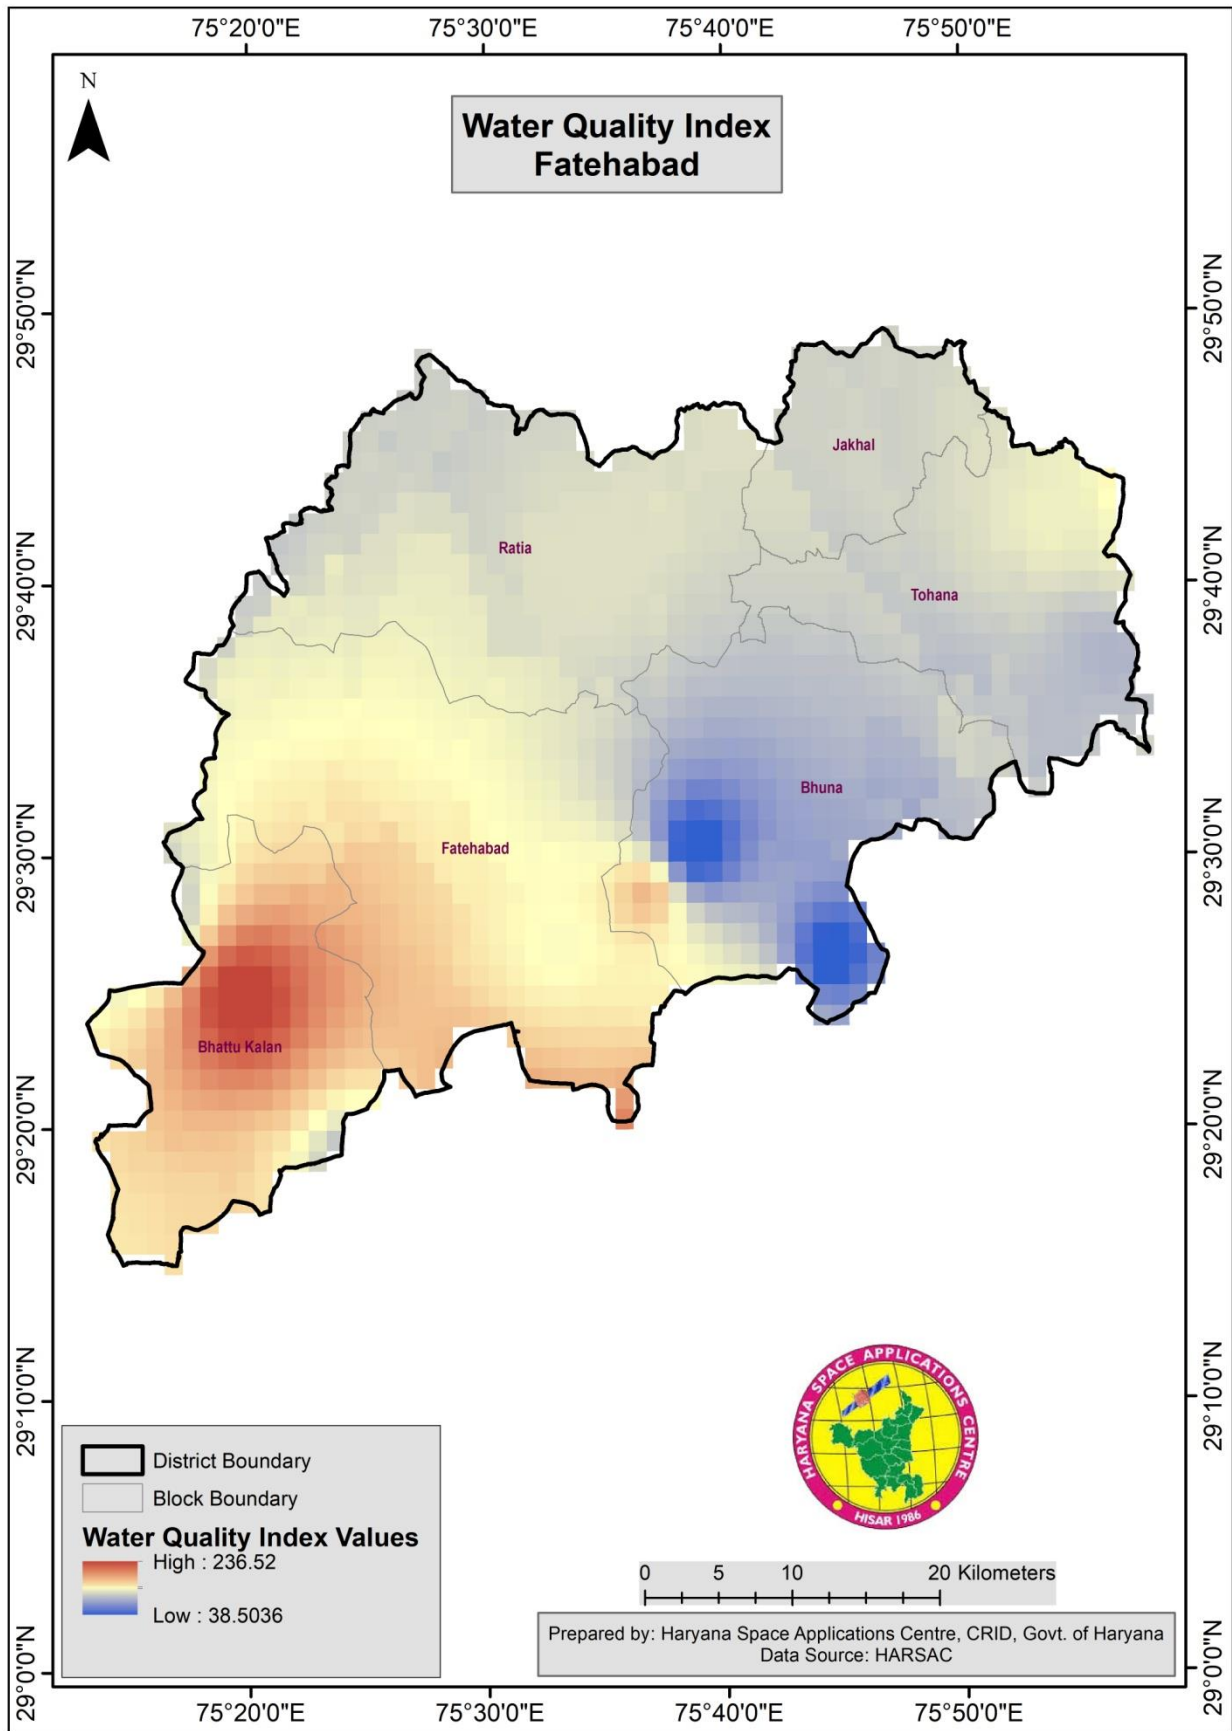 75°20'0"E
75°30'0"E
75°40'0"E
75°50'0"E
N
Water Quality Index
Fatehabad
29°50'0"N
29°50'0"N
Jakhal
Ratia
29°40'0"N
29°40'0"N
Tohana
Bhuna
29°30'0"N
Fatehabad
29°30'0"N
Bhattu Kalan
29°20'0"N
29°20'0"N
29°10'0"N
29°10'0"N
HARYANA SPACE APPLICATIONS CENTRE
HISAR 1986
District Boundary
Block Boundary
Water Quality Index Values
High : 236.52
Low : 38.5036
0 5 10 20 Kilometers
Prepared by: Haryana Space Applications Centre, CRID, Govt. of Haryana
Data Source: HARSAC
29°0'0"N
29°0'0"N
75°20'0"E
75°30'0"E
75°40'0"E
75°50'0"E